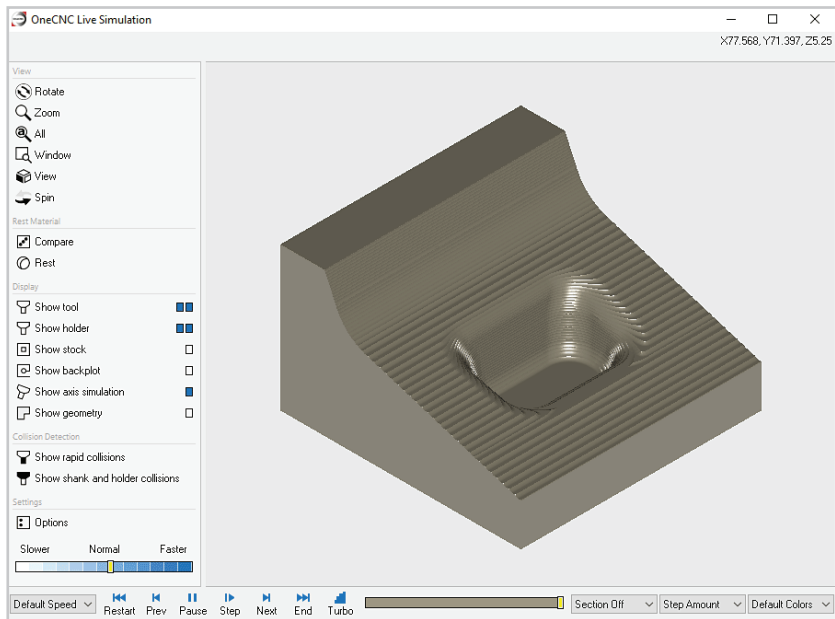 OneCNC Live Simulation
X77.568, Y71.397, Z5.25
View
Rotate
Zoom
All
Window
View
Spin
Rest Material
Compare
Rest
Display
Show tool
Show holder
Show stock
Show backplot
Show axis simulation
Show geometry
Collision Detection
Show rapid collisions
Show shank and holder collisions
Settings
Options
Slower Normal Faster
Default Speed Restart Prev Pause Step Next End Turbo Section Off Step Amount Default Colors